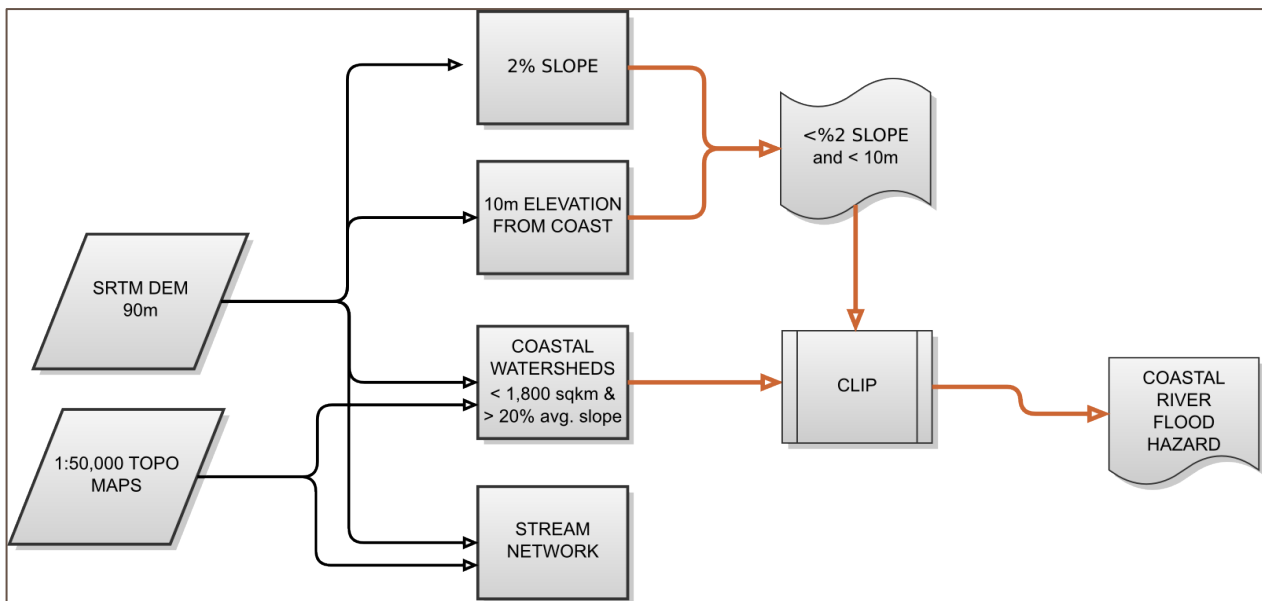 2% SLOPE
<%2 SLOPE
and < 10m
10m ELEVATION
FROM COAST
SRTM DEM
90m
COASTAL
WATERSHEDS
< 1,800 sqkm &
> 20% avg. slope
CLIP
COASTAL
RIVER
FLOOD
HAZARD
1:50,000 TOPO
MAPS
STREAM
NETWORK